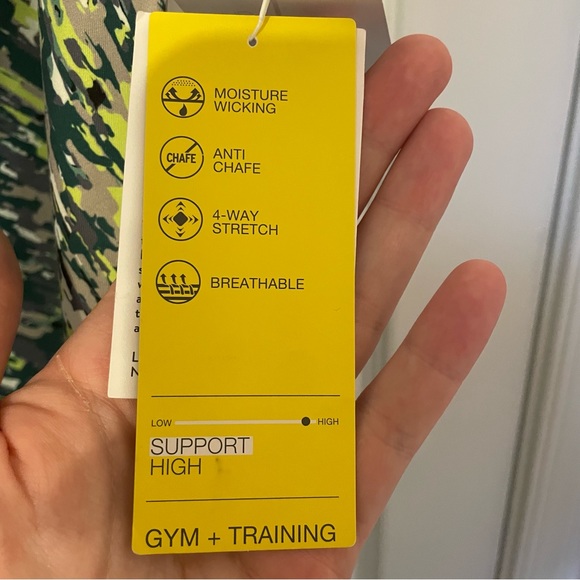 MOISTURE
WICKING
CHAFE
ANTI
CHAFE
4-WAY
STRETCH
BREATHABLE
LOW
HIGH
SUPPORT
HIGH
GYM + TRAINING